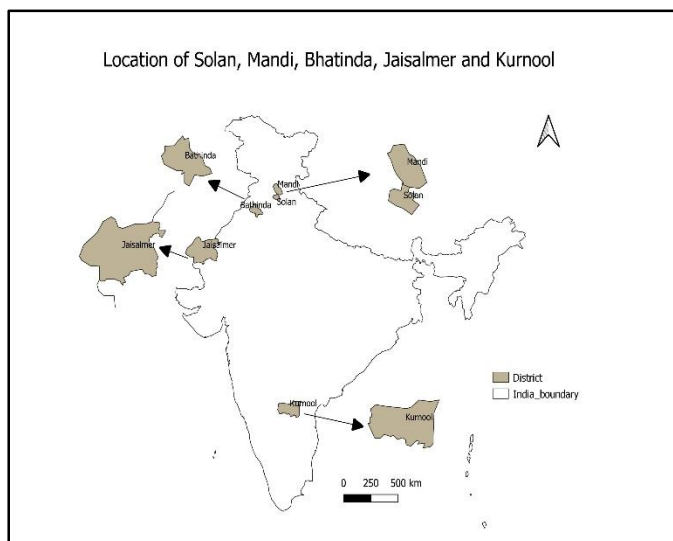 Location of Solan, Mandi, Bhatinda, Jaisalmer and Kurnool
Bathinda
Mandi
Solan
Mandi
Solan
Bathinda
Jaisalmer
Jaisalmer
District
India_boundary
Kurnool
Kurnool
0 250 500 km